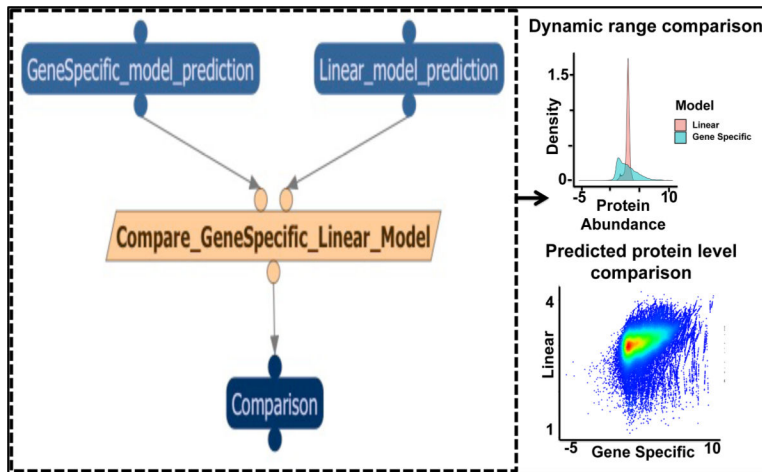 GeneSpecific_model_prediction
Linear_model_prediction
Compare_GeneSpecific_Linear_Model
Comparison
Dynamic range comparison
1.5
Density
0
-5
10
Protein
Abundance
Model
Linear
Gene Specific
Predicted protein level
comparison
4
Linear
1
-5
10
Gene Specific